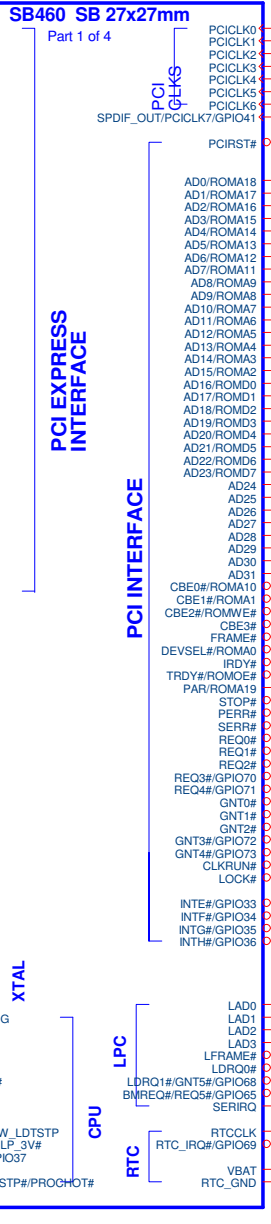 SB460 SB 27x27mm
Part 1 of 4
PCI EXPRESS
INTERFACE
XTAL
G
#
W_LDTSTP
LP_3V#
PIO37
STP#/PROCHOT#
CPU
PCI
CLKS
PCICLK0
PCICLK1
PCICLK2
PCICLK3
PCICLK4
PCICLK5
PCICLK6
SPDIF_OUT/PCICLK7/GPIO41
PCI INTERFACE
PCIRST#
AD0/ROMA18
AD1/ROMA17
AD2/ROMA16
AD3/ROMA15
AD4/ROMA14
AD5/ROMA13
AD6/ROMA12
AD7/ROMA11
AD8/ROMA9
AD9/ROMA8
AD10/ROMA7
AD11/ROMA6
AD12/ROMA5
AD13/ROMA4
AD14/ROMA3
AD15/ROMA2
AD16/ROMD0
AD17/ROMD1
AD18/ROMD2
AD19/ROMD3
AD20/ROMD4
AD21/ROMD5
AD22/ROMD6
AD23/ROMD7
AD24
AD25
AD26
AD27
AD28
AD29
AD30
AD31
CBE0#/ROMA10
CBE1#/ROMA1
CBE2#/ROMWE#
CBE3#
FRAME#
DEVSEL#/ROMA0
IRDY#
TRDY#/ROMOE#
PAR/ROMA19
STOP#
PERR#
SERR#
REQ0#
REQ1#
REQ2#
REQ3#/GPIO70
REQ4#/GPIO71
GNT0#
GNT1#
GNT2#
GNT3#/GPIO72
GNT4#/GPIO73
CLKRUN#
LOCK#
INTE#/GPIO33
INTF#/GPIO34
INTG#/GPIO35
INTH#/GPIO36
LPC
LAD0
LAD1
LAD2
LAD3
LFRAME#
LDRQ0#
LDRQ1#/GNT5#/GPIO68
BMREQ#/REQ5#/GPIO65
SERIRQ
RTC
RTCCLK
RTC_IRQ#/GPIO69
VBAT
RTC_GND